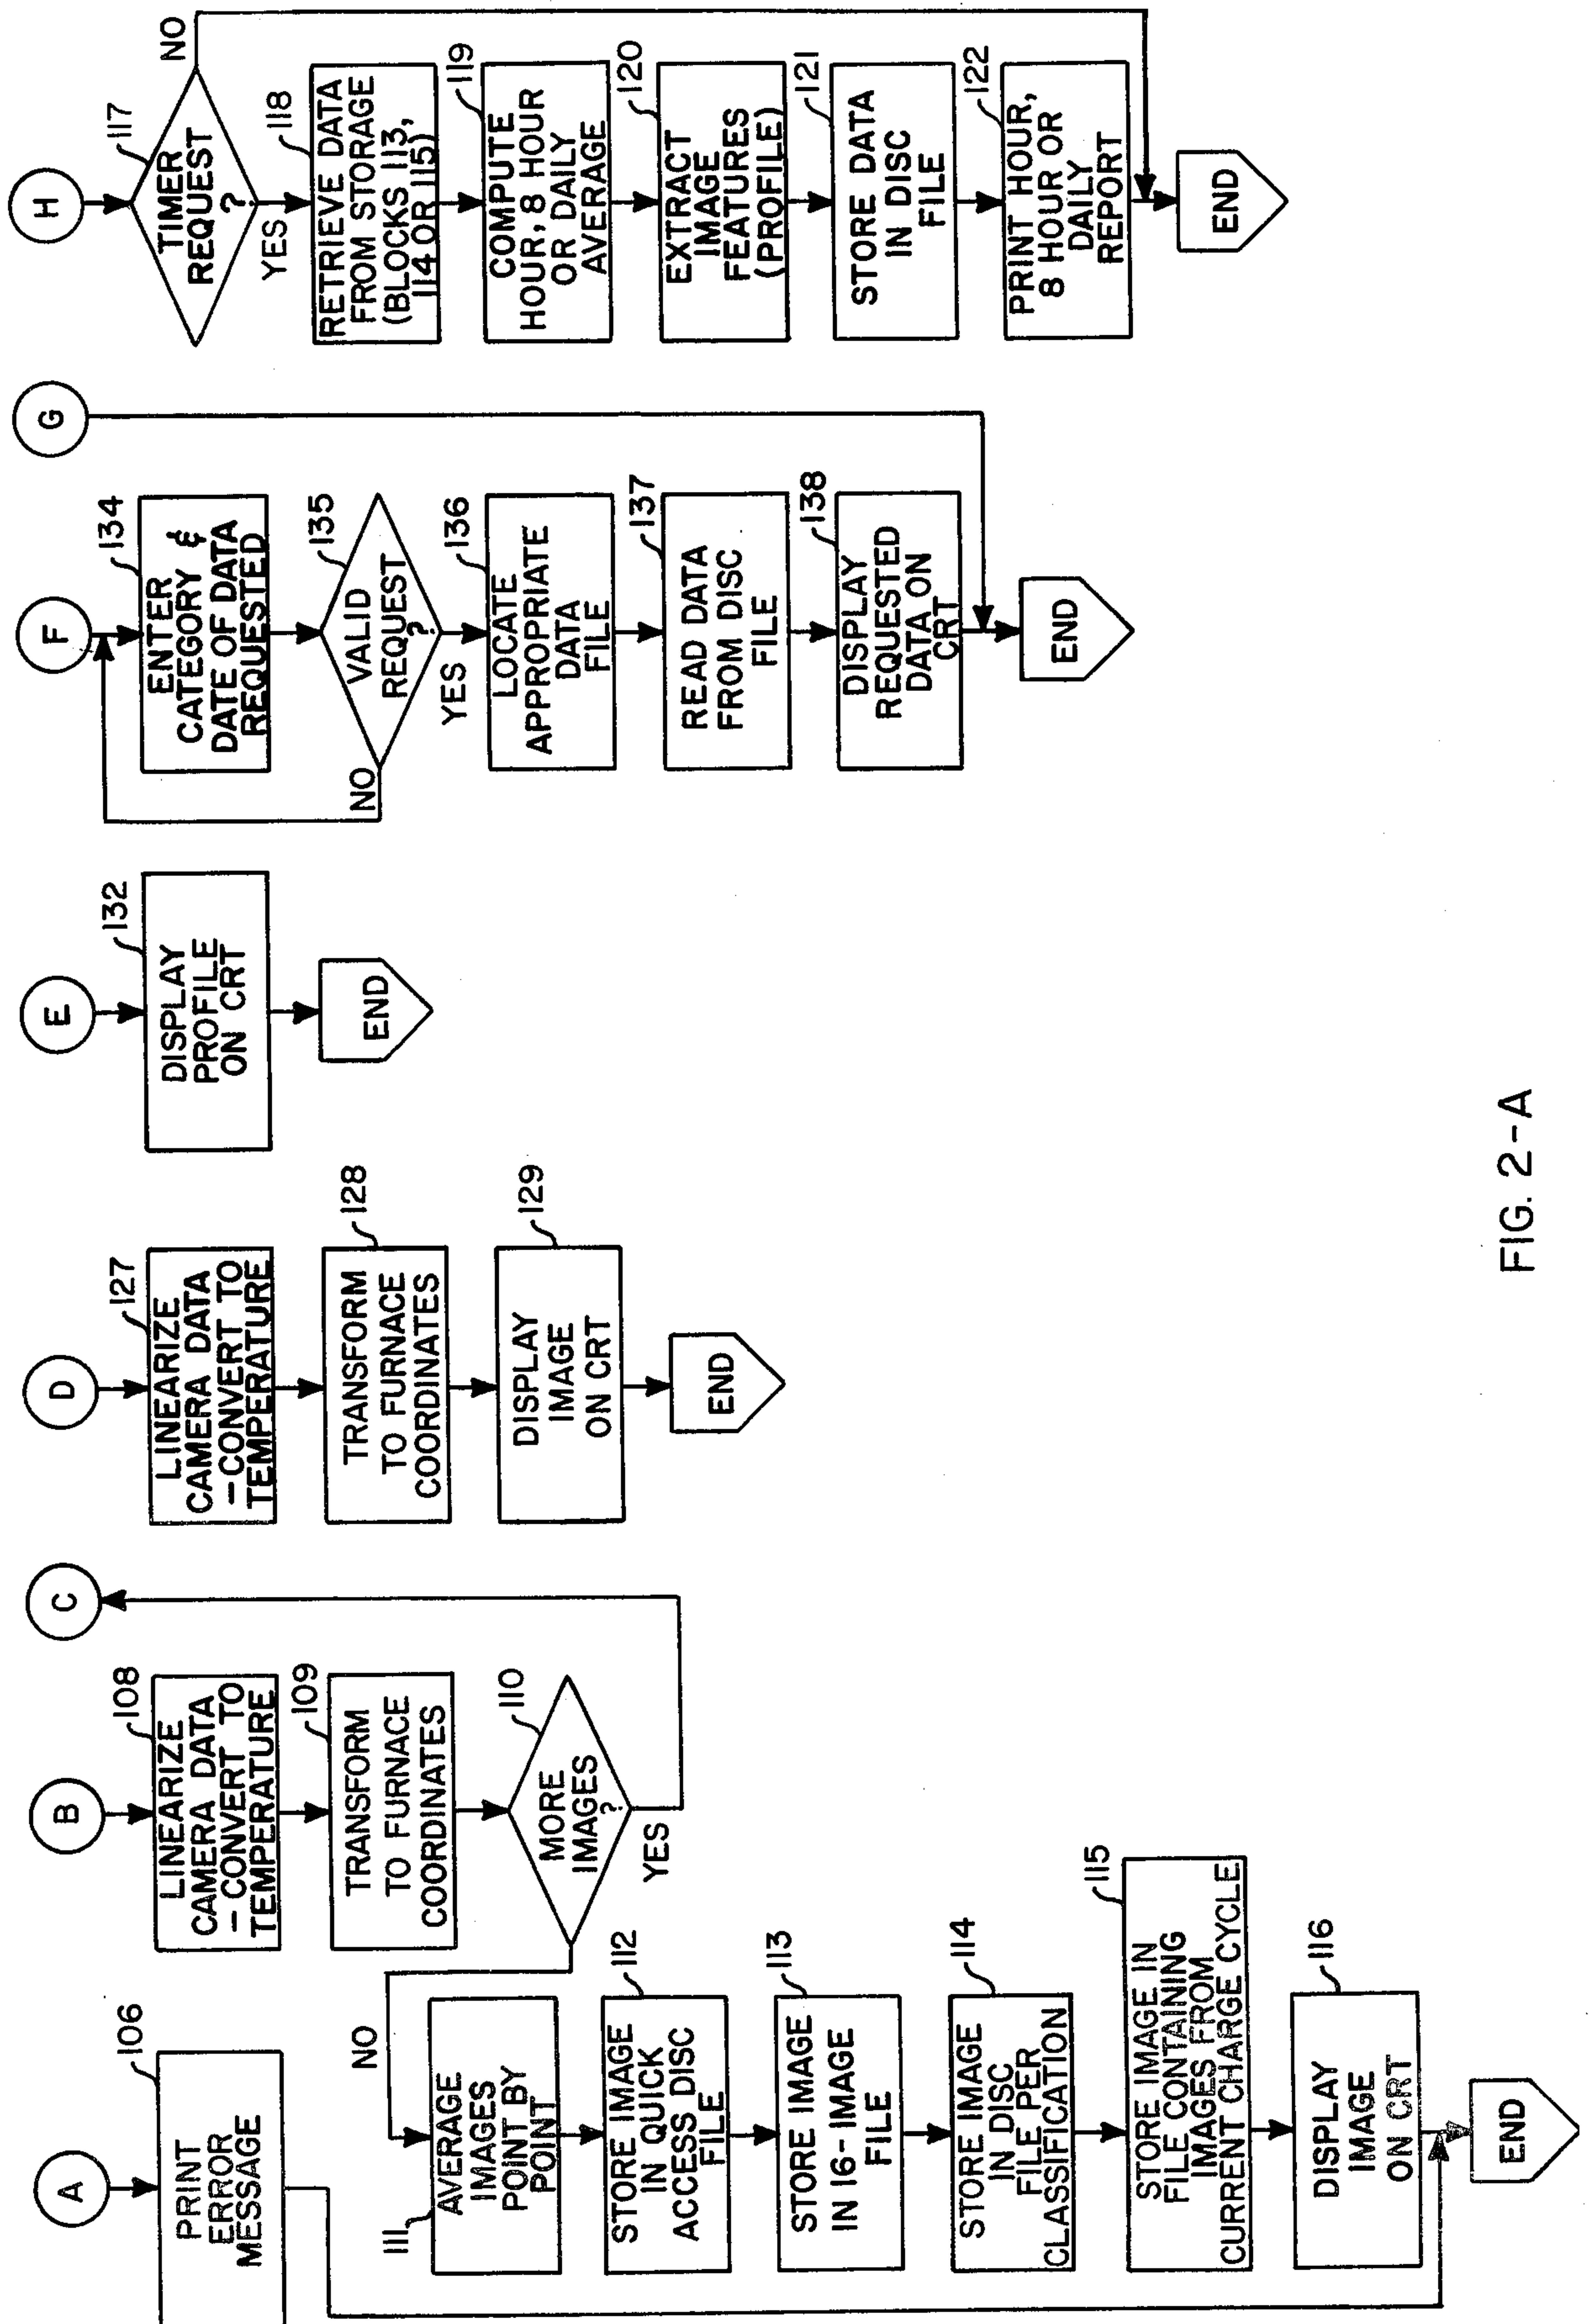 A
106
PRINT
ERROR
MESSAGE
B
108
LINEARIZE
CAMERA DATA
- CONVERT TO
TEMPERATURE
109
TRANSFORM
TO FURNACE
COORDINATES
110
MORE
IMAGES
?
YES
NO
C
111
AVERAGE
IMAGES
POINT BY
POINT
112
STORE IMAGE
IN QUICK
ACCESS DISC
FILE
113
STORE IMAGE
IN 16-IMAGE
FILE
114
STORE IMAGE
IN DISC
FILE PER
CLASSIFICATION
115
STORE IMAGE IN
FILE CONTAINING
IMAGES FROM
CURRENT CHARGE CYCLE
116
DISPLAY
IMAGE
ON CRT
END
D
127
LINEARIZE
CAMERA DATA
-CONVERT TO
TEMPERATURE
128
TRANSFORM
TO FURNACE
COORDINATES
129
DISPLAY
IMAGE
ON CRT
END
E
132
DISPLAY
PROFILE
ON CRT
END
F
134
ENTER
CATEGORY &
DATE OF DATA
REQUESTED
135
VALID
REQUEST
?
NO
YES
136
LOCATE
APPROPRIATE
DATA
FILE
137
READ DATA
FROM DISC
FILE
138
DISPLAY
REQUESTED
DATA ON
CRT
END
G
H
117
TIMER
REQUEST
?
NO
YES
118
RETRIEVE DATA
FROM STORAGE
(BLOCKS 113,
114 OR 115)
119
COMPUTE
HOUR, 8 HOUR
OR DAILY
AVERAGE
120
EXTRACT
IMAGE
FEATURES
(PROFILE)
121
STORE DATA
IN DISC
FILE
122
PRINT HOUR,
8 HOUR OR
DAILY
REPORT
END
FIG. 2-A